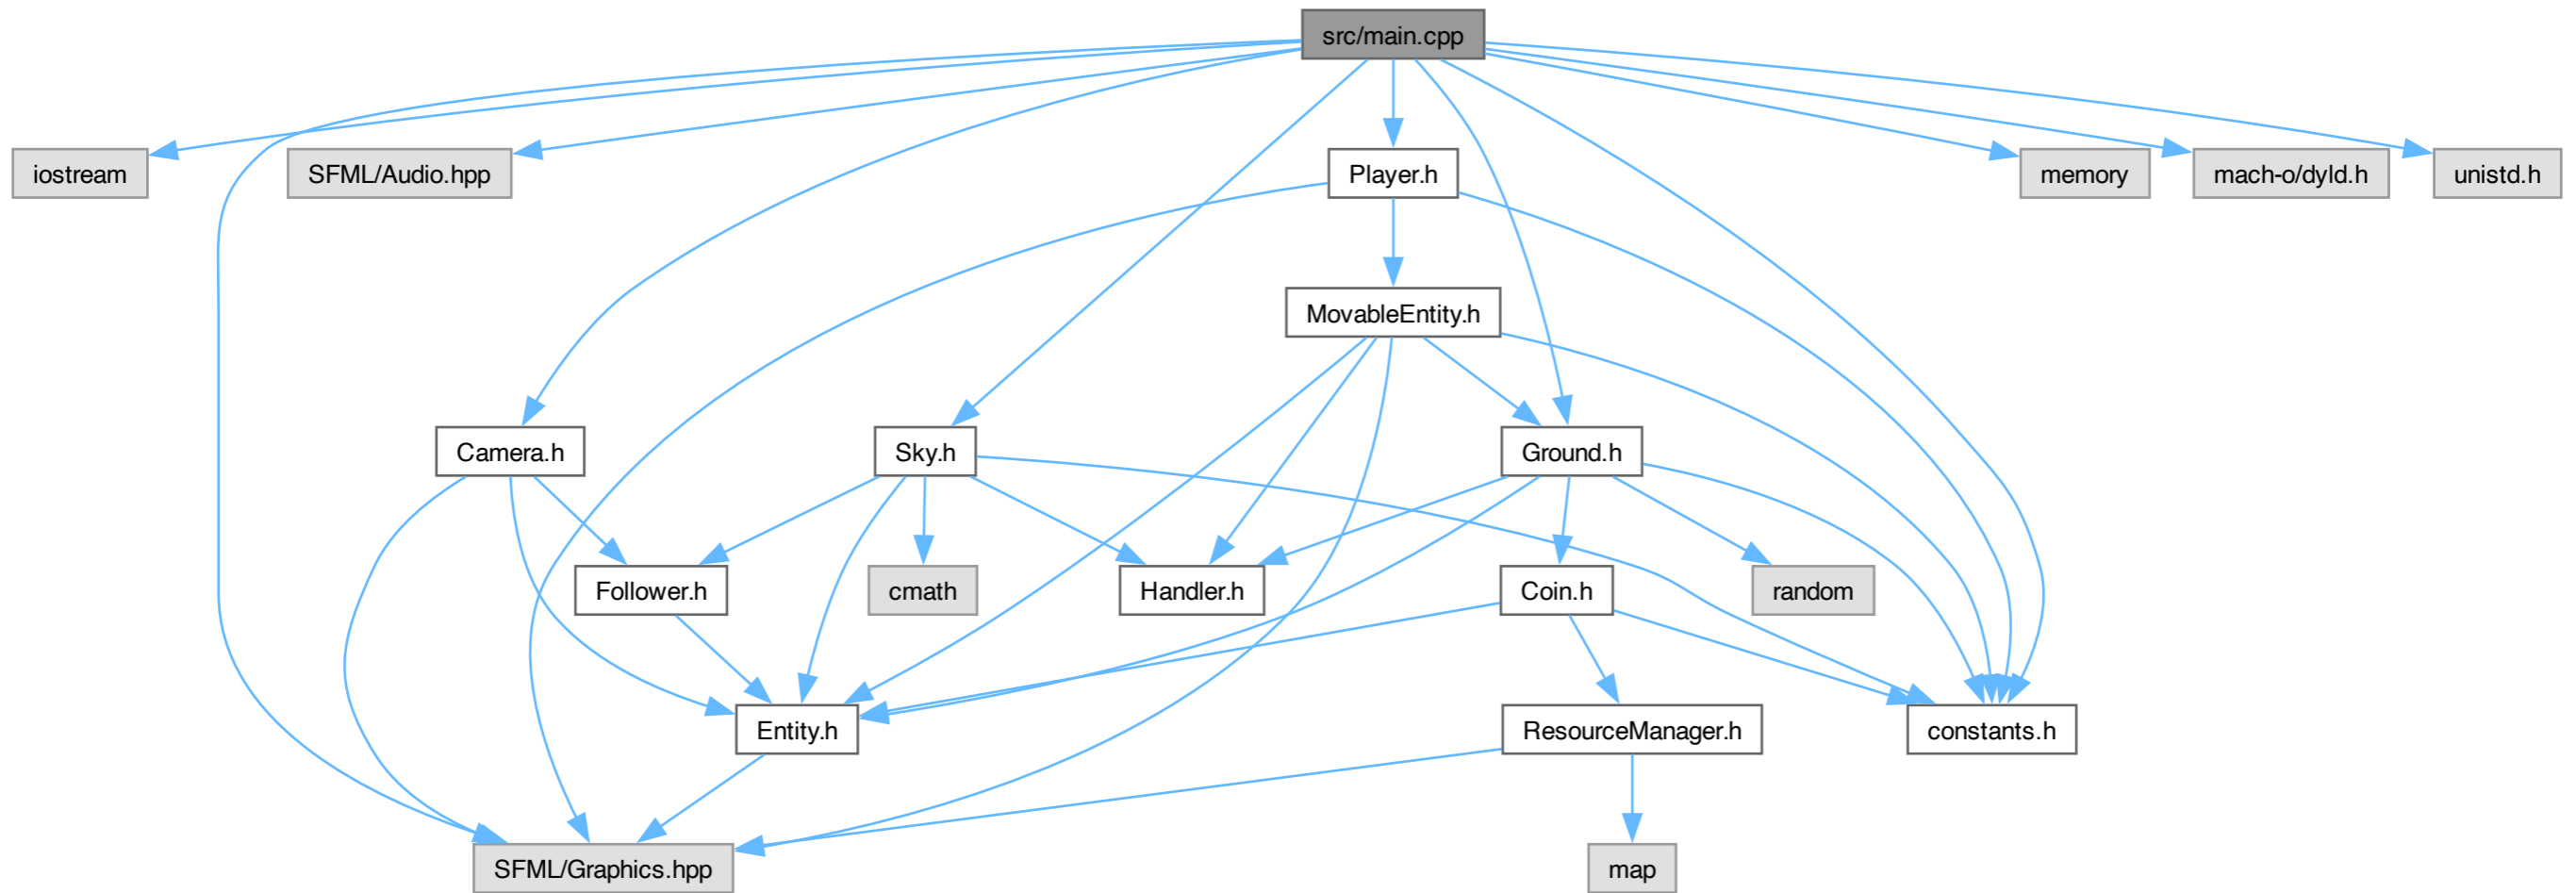 src/main.cpp
iostream
SFML/Audio.hpp
Player.h
memory
mach-o/dyld.h
unistd.h
MovableEntity.h
Camera.h
Sky.h
Ground.h
Follower.h
cmath
Handler.h
Coin.h
random
Entity.h
ResourceManager.h
constants.h
SFML/Graphics.hpp
map